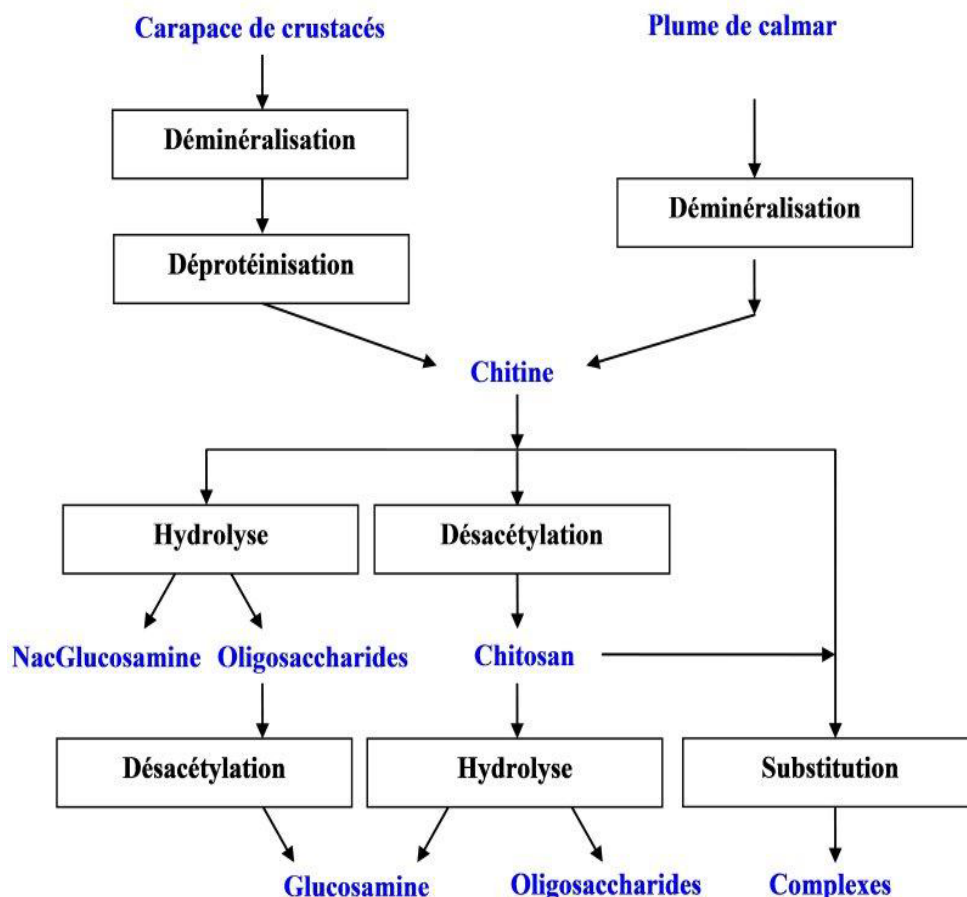 Carapace de crustacés
Plume de calmar
Déminéralisation
Déminéralisation
Déprotéinisation
Chitine
Hydrolyse
Désacétylation
NacGlucosamine
Oligosaccharides
Chitosan
Désacétylation
Hydrolyse
Substitution
Glucosamine
Oligosaccharides
Complexes